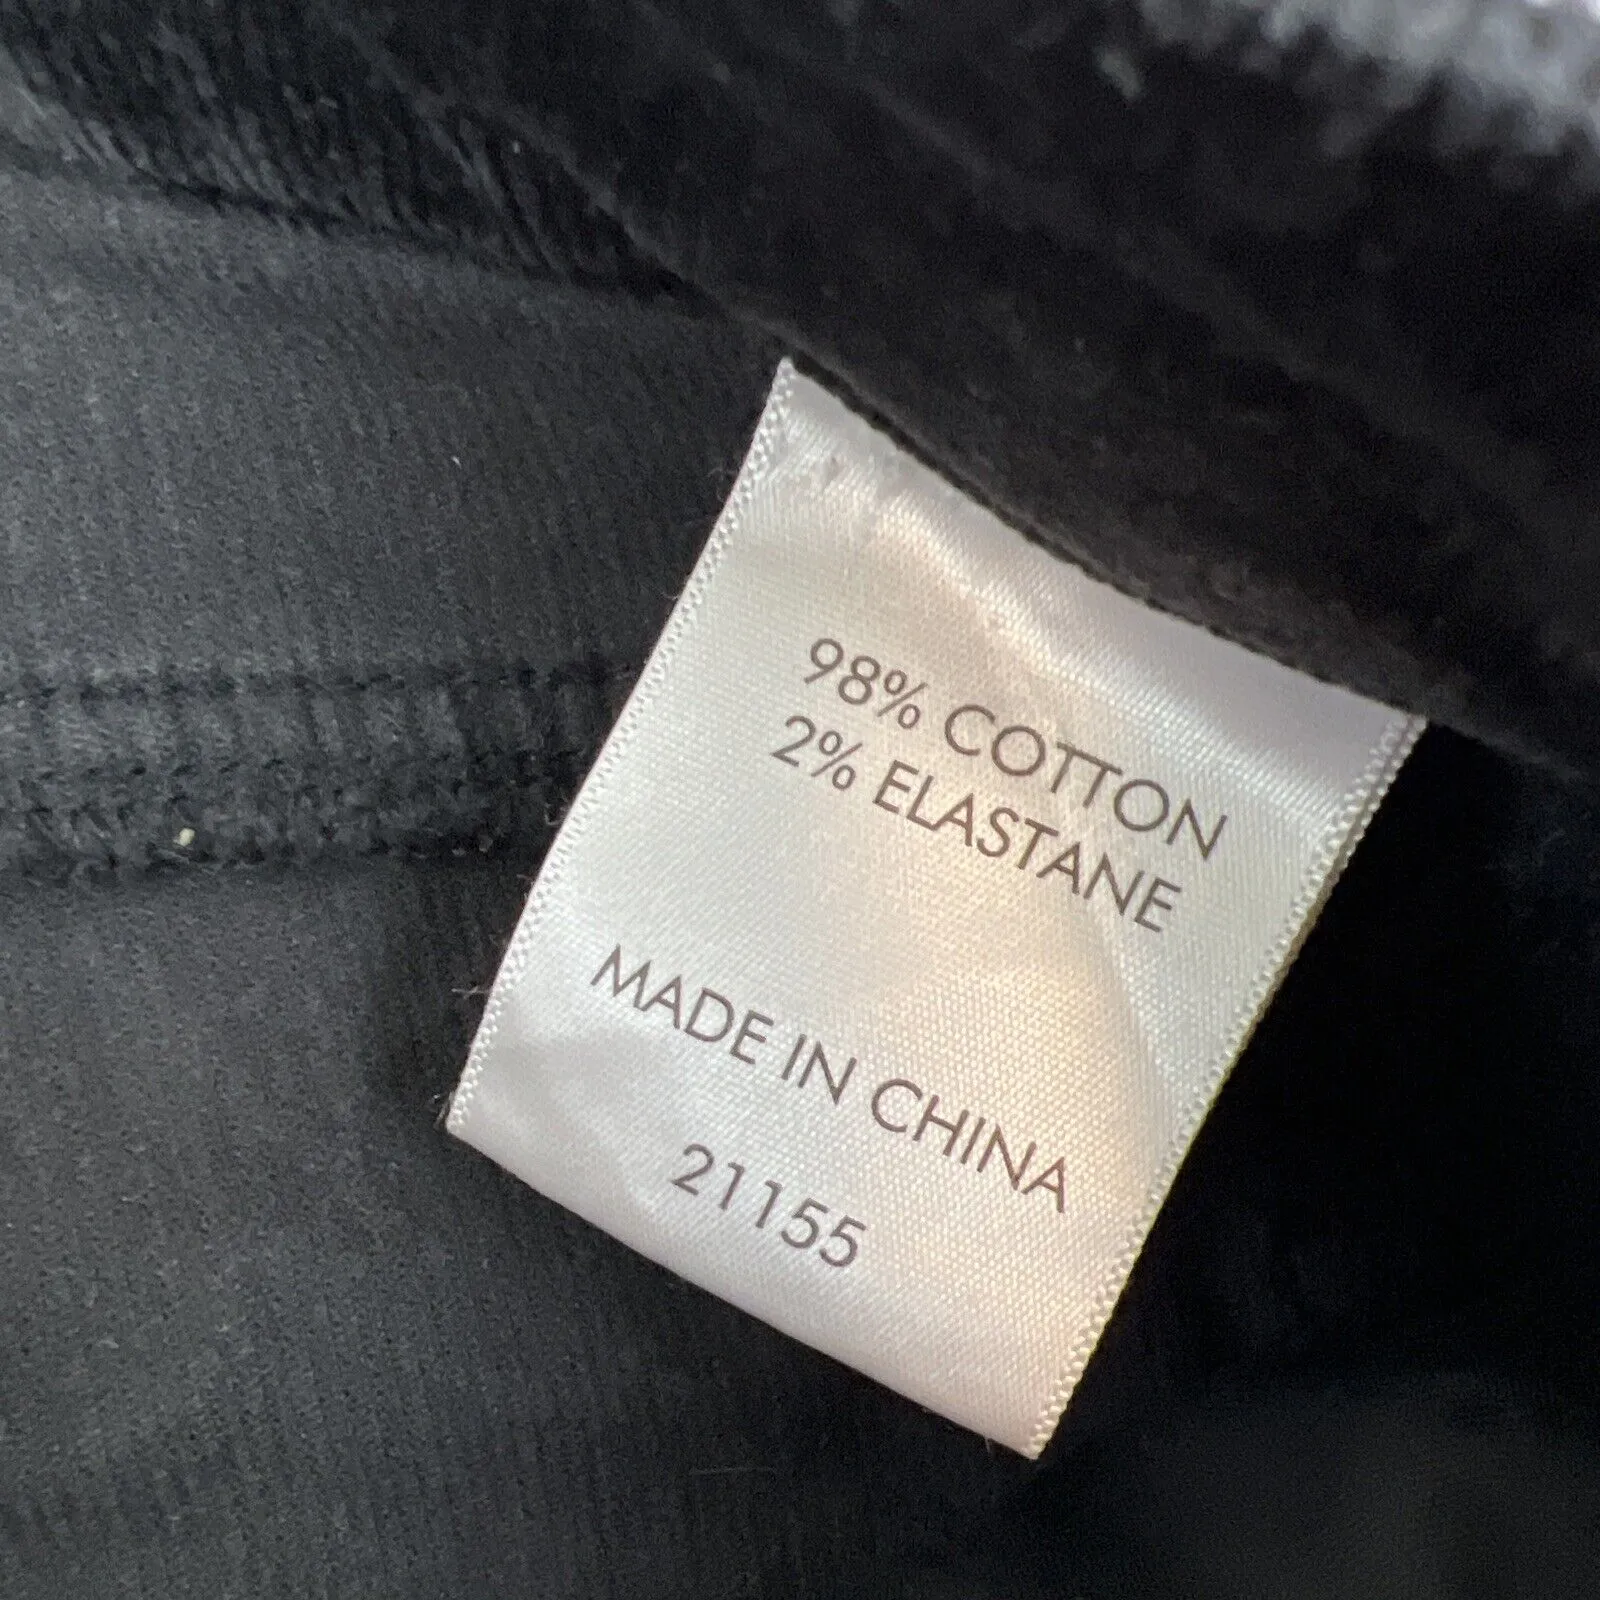 98% COTTON
2% ELASTANE
MADE IN CHINA
21155